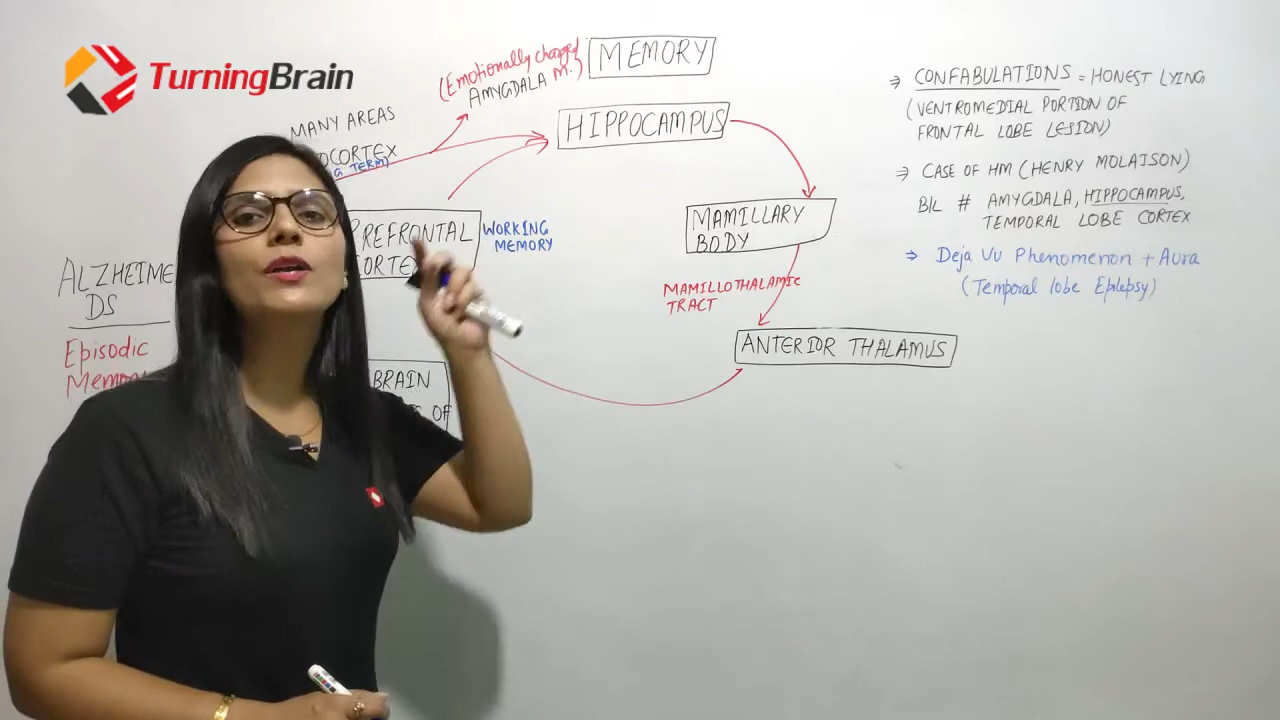 TurningBrain
MEMORY
(Emotionally charged
AMYGDALA M.)
MANY AREAS
HIPPOCAMPUS
TERM)
PREFRONTAL
WORKING
MEMORY
MAMILLARY
BODY
MAMILLOTHALAMIC
TRACT
ANTERIOR THALAMUS
DS
Episodic
BRAIN
OF
→ CONFABULATIONS = HONEST LYING
(VENTROMEDIAL PORTION OF
FRONTAL LOBE LESION)
⇒ CASE OF HM (HENRY MOLAISON)
B/L # AMYGDALA, HIPPOCAMPUS,
TEMPORAL LOBE CORTEX
⇒ Deja Vu Phenomenon + Aura
(Temporal lobe Epilepsy)